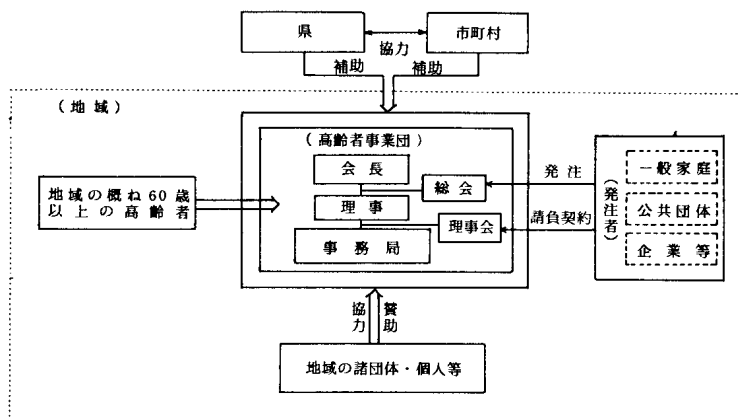 県
市町村
協力
補助
補助
（地域）
（高齢者事業団）
会長
総会
理事
理事会
事務局
地域の概ね60歳
以上の高齢者
発注
請負契約
（発注者）
一般家庭
公共団体
企業等
協力
賛助
地域の諸団体・個人等